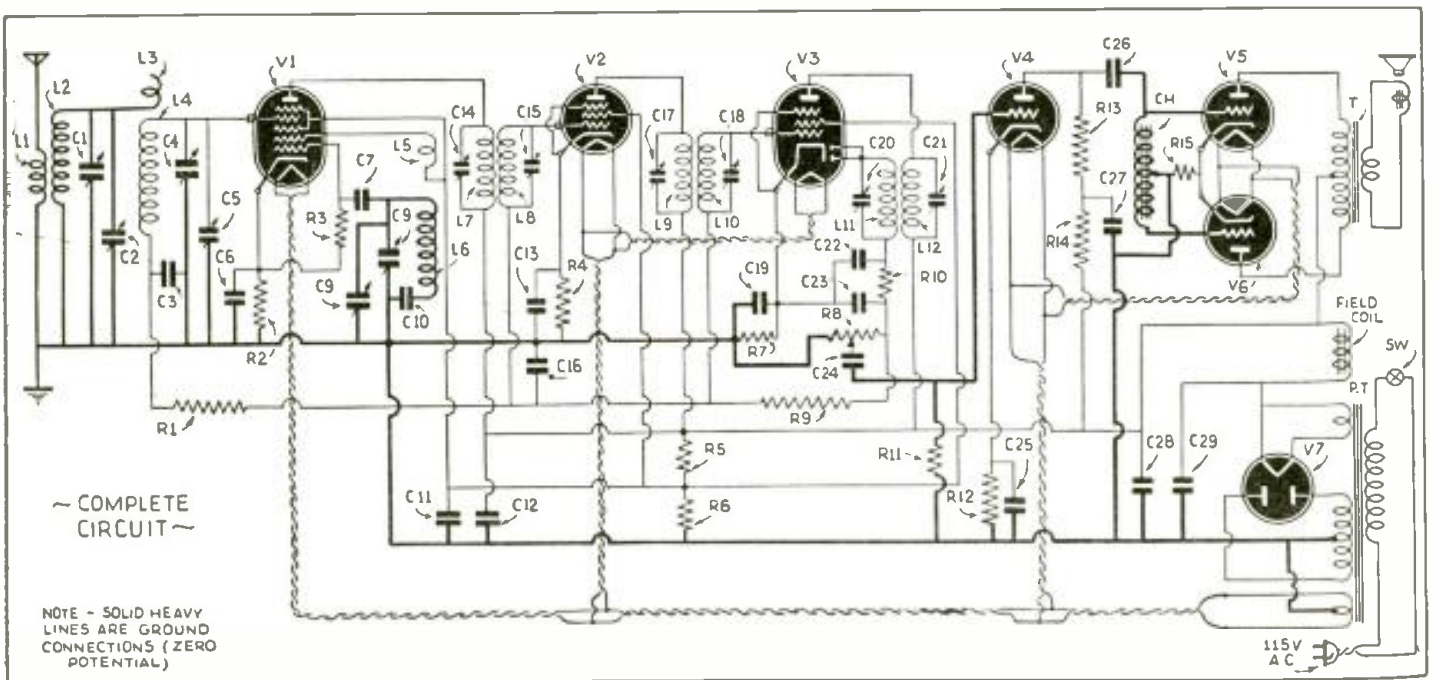 L1
L2
C1
C2
L3
L4
C3
C4
C5
C6
V1
R2
R3
C7
C9
C9
L5
L6
C10
C14
L7
L8
C15
C13
R4
C16
V2
C17
L9
L10
C18
V3
C19
R7
C20
L11
C21
L12
C22
C23
R10
R8
C24
R9
R1
R5
R6
C11
C12
R11
V4
R12
C25
R13
R14
C26
C27
CH
R15
V5
V6
T
FIELD
COIL
SW
P.T
C28
C29
V7
115V
AC
~ COMPLETE
CIRCUIT ~
NOTE - SOLID HEAVY
LINES ARE GROUND
CONNECTIONS (ZERO
POTENTIAL)